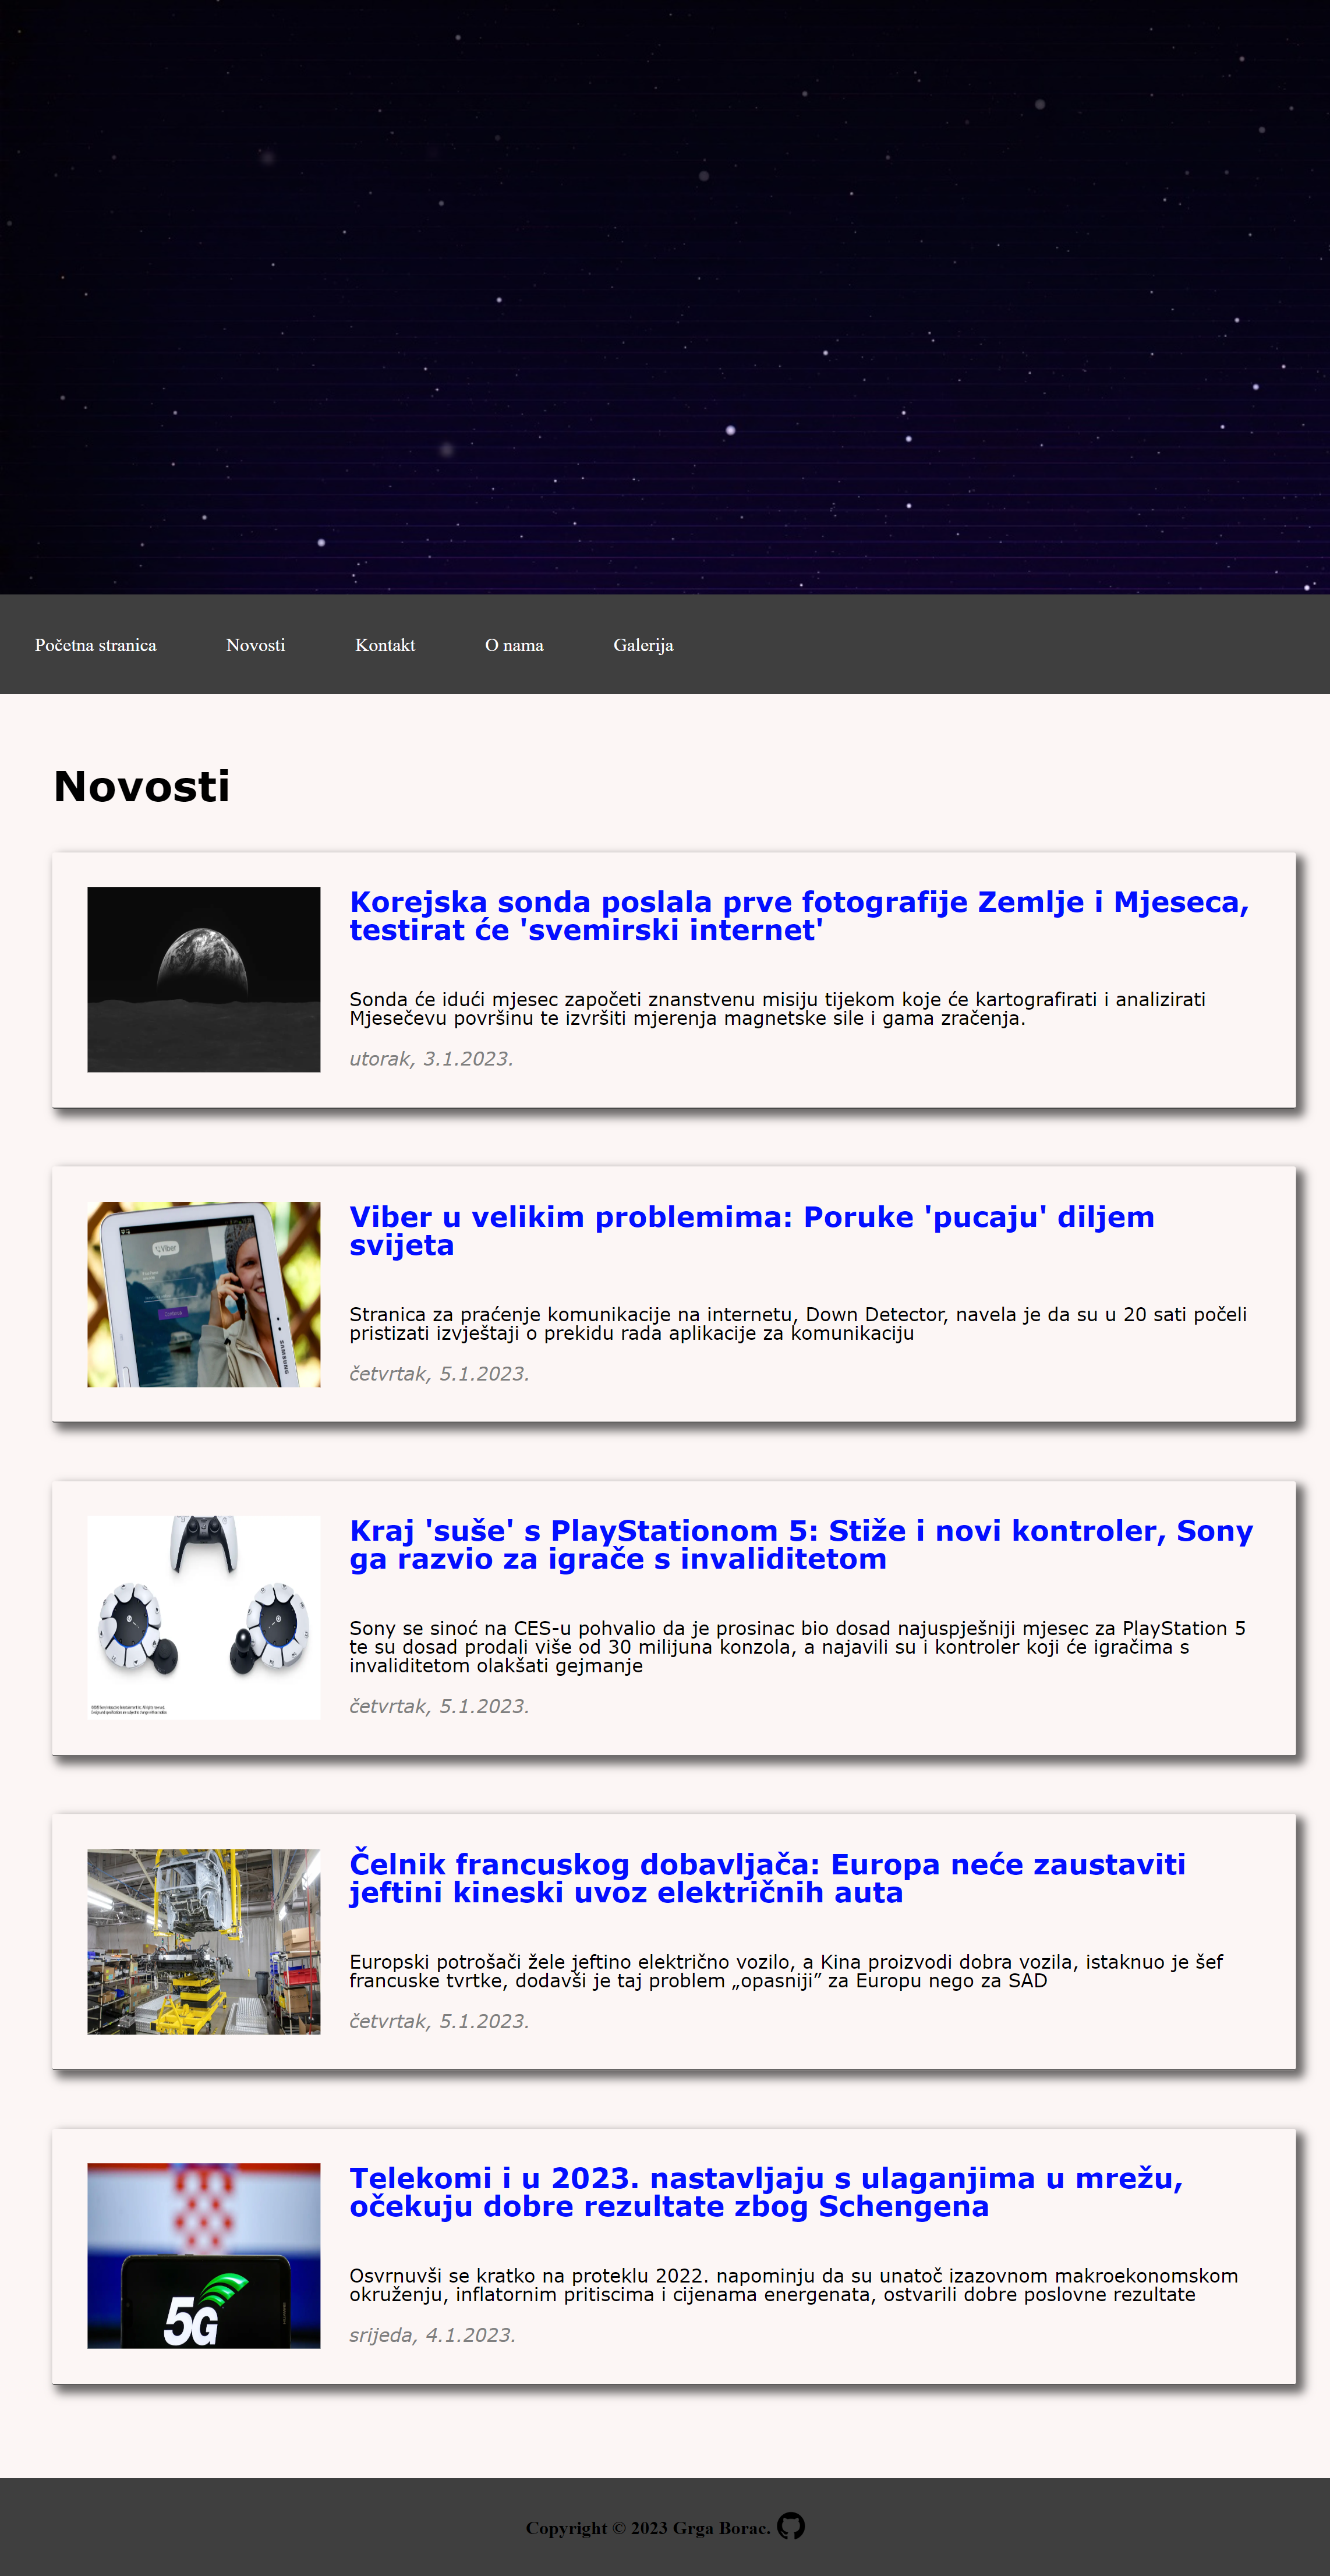 Početna stranica
Novosti
Kontakt
O nama
Galerija
Novosti
Korejska sonda poslala prve fotografije Zemlje i Mjeseca,
testirat će 'svemirski internet'
Sonda će idući mjesec započeti znanstvenu misiju tijekom koje će kartografirati i analizirati
Mjesečevu površinu te izvršiti mjerenja magnetske sile i gama zračenja.
utorak, 3.1.2023.
Viber
SAMSUNG
Viber u velikim problemima: Poruke 'pucaju' diljem
svijeta
Stranica za praćenje komunikacije na internetu, Down Detector, navela je da su u 20 sati počeli
pristizati izvještaji o prekidu rada aplikacije za komunikaciju
četvrtak, 5.1.2023.
Kraj 'suše' s PlayStationom 5: Stiže i novi kontroler, Sony
ga razvio za igrače s invaliditetom
Sony se sinoć na CES-u pohvalio da je prosinac bio dosad najuspješniji mjesec za PlayStation 5
te su dosad prodali više od 30 milijuna konzola, a najavili su i kontroler koji će igračima s
invaliditetom olakšati gejmanje
četvrtak, 5.1.2023.
Čelnik francuskog dobavljača: Europa neće zaustaviti
jeftini kineski uvoz električnih auta
Europski potrošači žele jeftino električno vozilo, a Kina proizvodi dobra vozila, istaknuo je šef
francuske tvrtke, dodavši je taj problem „opasniji” za Europu nego za SAD
četvrtak, 5.1.2023.
5G
Telekomi i u 2023. nastavljaju s ulaganjima u mrežu,
očekuju dobre rezultate zbog Schengena
Osvrnuvši se kratko na proteklu 2022. napominju da su unatoč izazovnom makroekonomskom
okruženju, inflatornim pritiscima i cijenama energenata, ostvarili dobre poslovne rezultate
srijeda, 4.1.2023.
Copyright © 2023 Grga Borac.